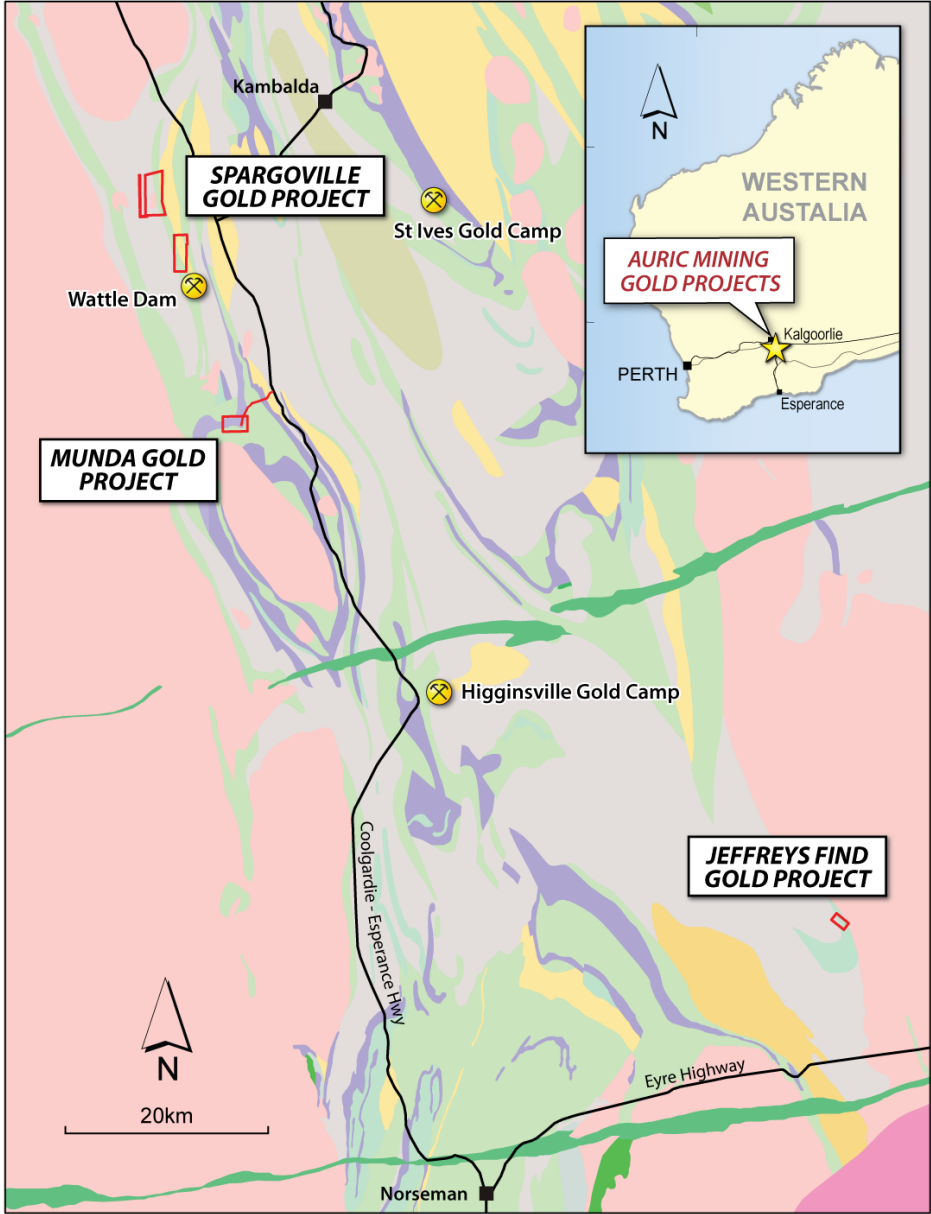 Kambalda
SPARGOVILLE
GOLD PROJECT
St Ives Gold Camp
Wattle Dam
MUNDA GOLD
PROJECT
Higginsville Gold Camp
JEFFREYS FIND
GOLD PROJECT
Coolgardie - Esperance Hwy
Eyre Highway
Norseman
N
20km
N
WESTERN
AUSTALIA
AURIC MINING
GOLD PROJECTS
Kalgoorlie
PERTH
Esperance